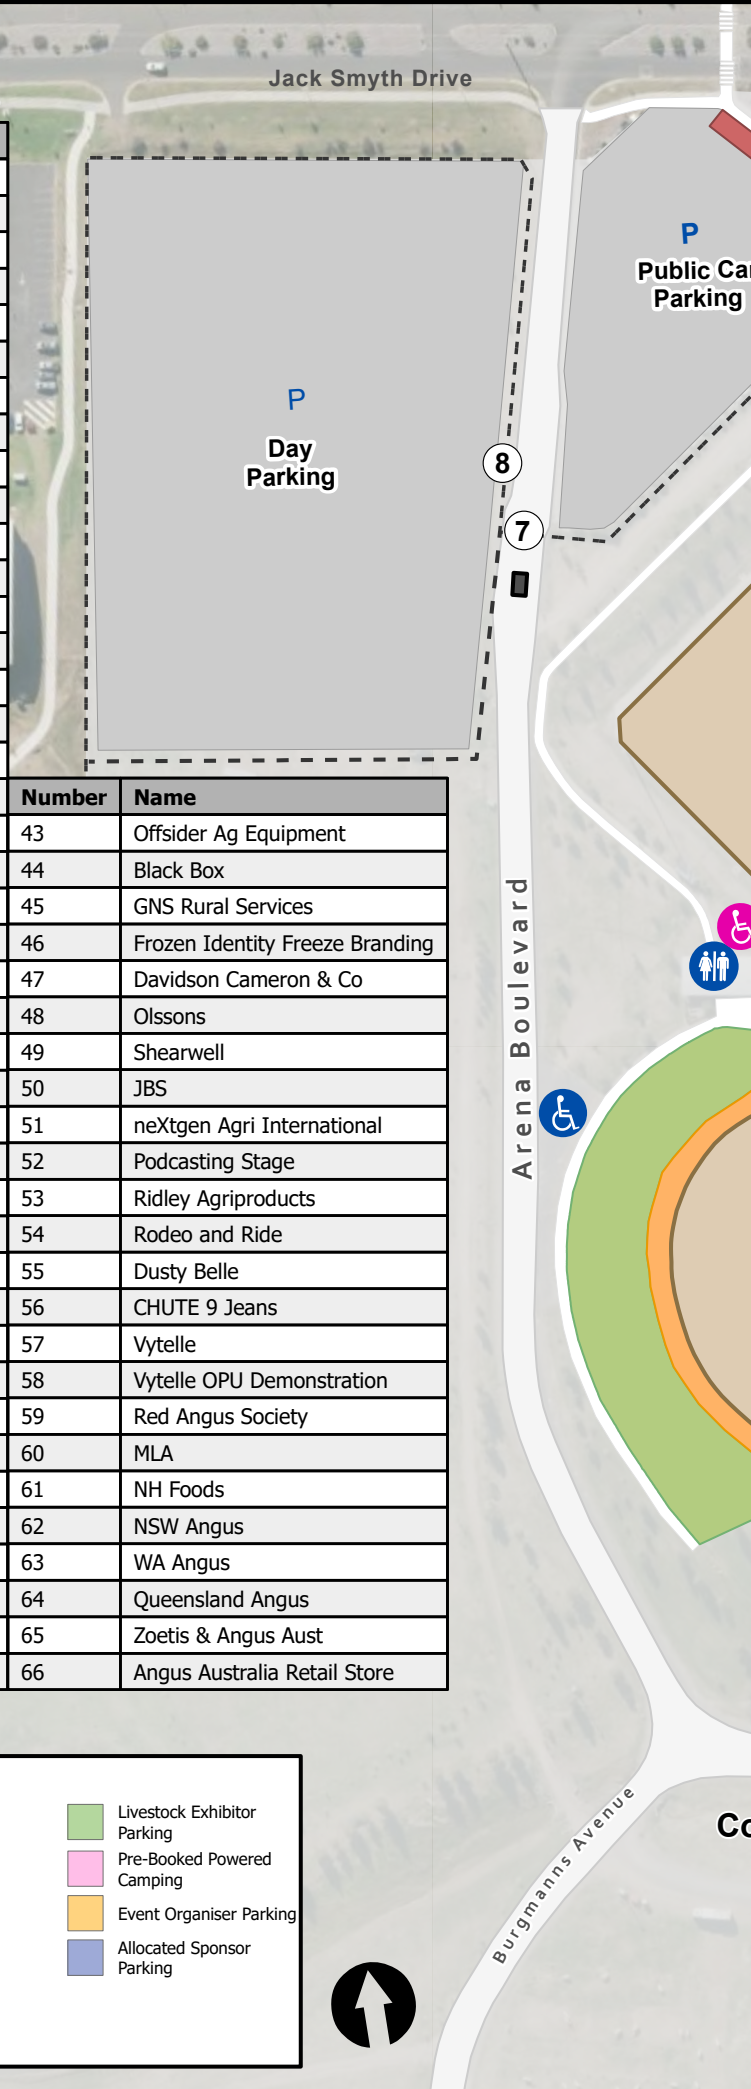 Jack Smyth Drive
P
Public Car
Parking
P
Day
Parking
8
7
Number Name
43 Offsider Ag Equipment
44 Black Box
45 GNS Rural Services
46 Frozen Identity Freeze Branding
47 Davidson Cameron & Co
48 Olssons
49 Shearwell
50 JBS
51 neXtgen Agri International
52 Podcasting Stage
53 Ridley Agriproducts
54 Rodeo and Ride
55 Dusty Belle
56 CHUTE 9 Jeans
57 Vytelle
58 Vytelle OPU Demonstration
59 Red Angus Society
60 MLA
61 NH Foods
62 NSW Angus
63 WA Angus
64 Queensland Angus
65 Zoetis & Angus Aust
66 Angus Australia Retail Store
Arena Boulevard
Livestock Exhibitor
Parking
Pre-Booked Powered
Camping
Event Organiser Parking
Allocated Sponsor
Parking
Burgmanns Avenue
Co